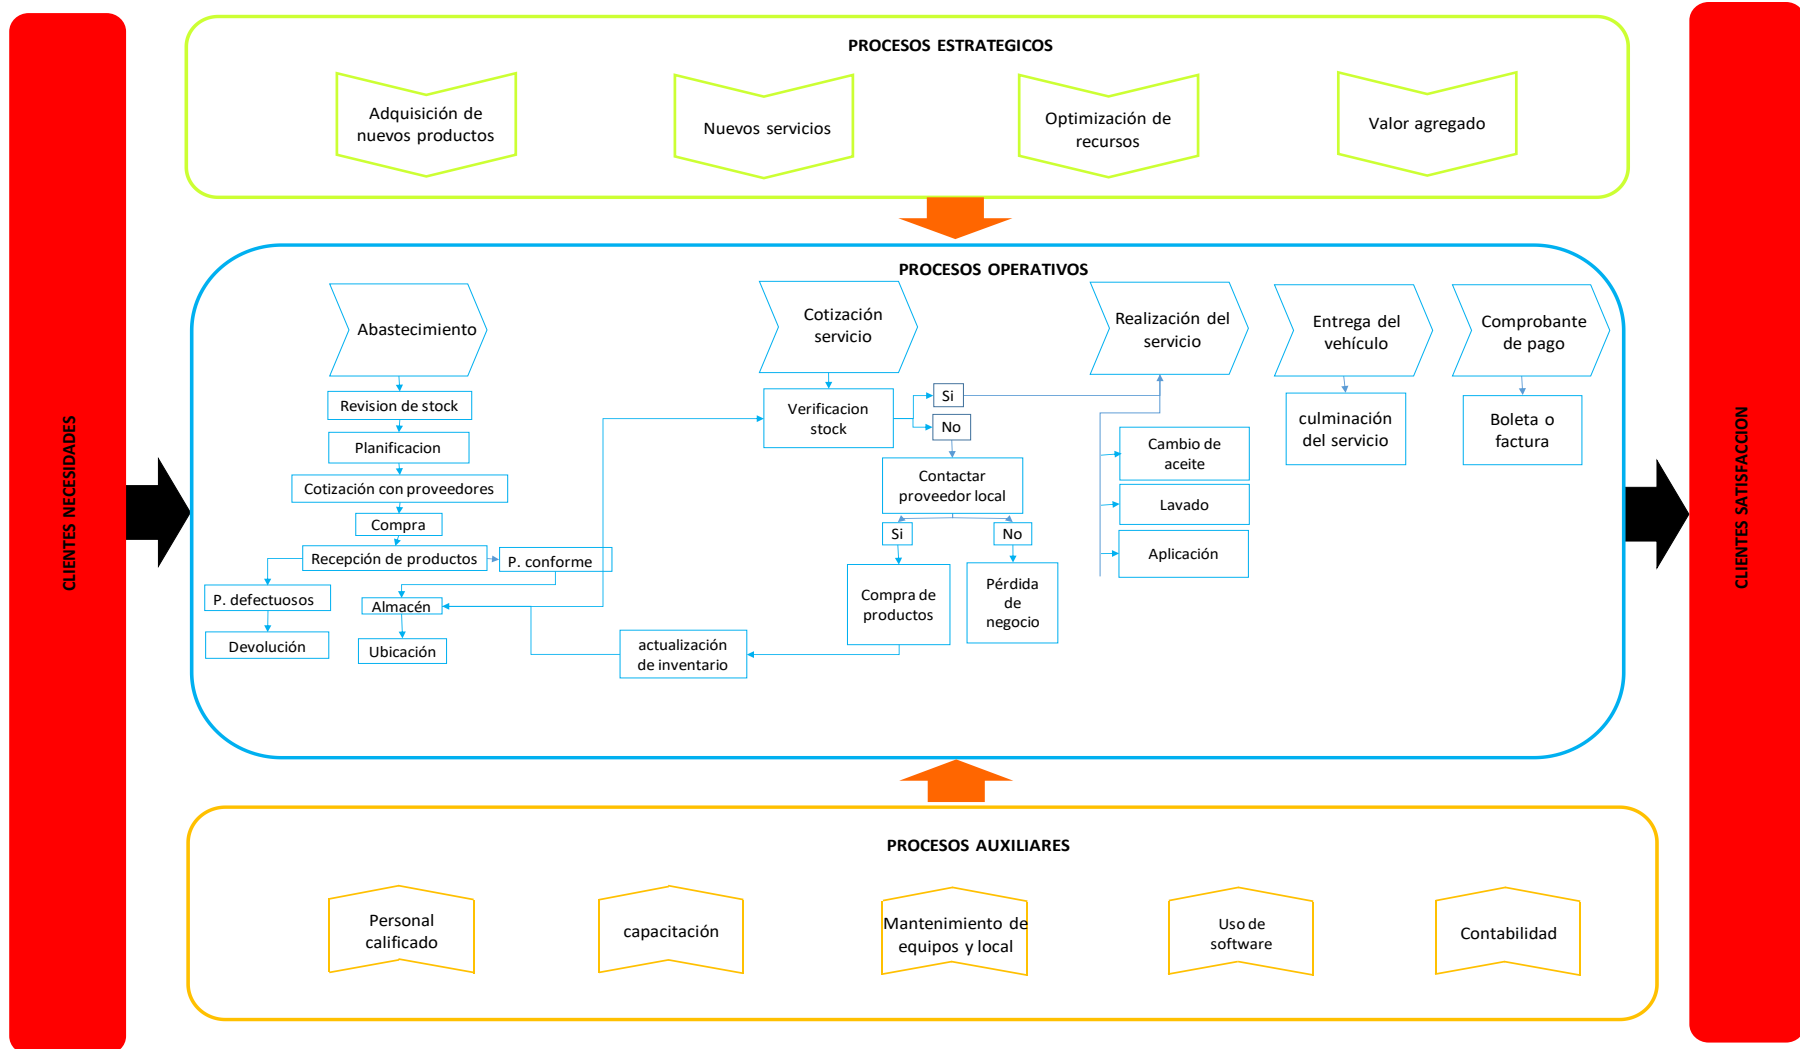 CLIENTES NECESIDADES
PROCESOS ESTRATEGICOS
Adquisición de
nuevos productos
Nuevos servicios
Optimización de
recursos
Valor agregado
PROCESOS OPERATIVOS
Abastecimiento
Revision de stock
Planificacion
Cotización con proveedores
Compra
Recepción de productos
P. conforme
P. defectuosos
Devolución
Almacén
Ubicación
Cotización
servicio
Verificacion
stock
Si
No
Contactar
proveedor local
Si
No
Compra de
productos
Pérdida
de
negocio
actualización
de inventario
Realización del
servicio
Cambio de
aceite
Lavado
Aplicación
Entrega del
vehículo
culminación
del servicio
Comprobante
de pago
Boleta o
factura
PROCESOS AUXILIARES
Personal
calificado
capacitación
Mantenimiento de
equipos y local
Uso de
software
Contabilidad
CLIENTES SATISFACCION